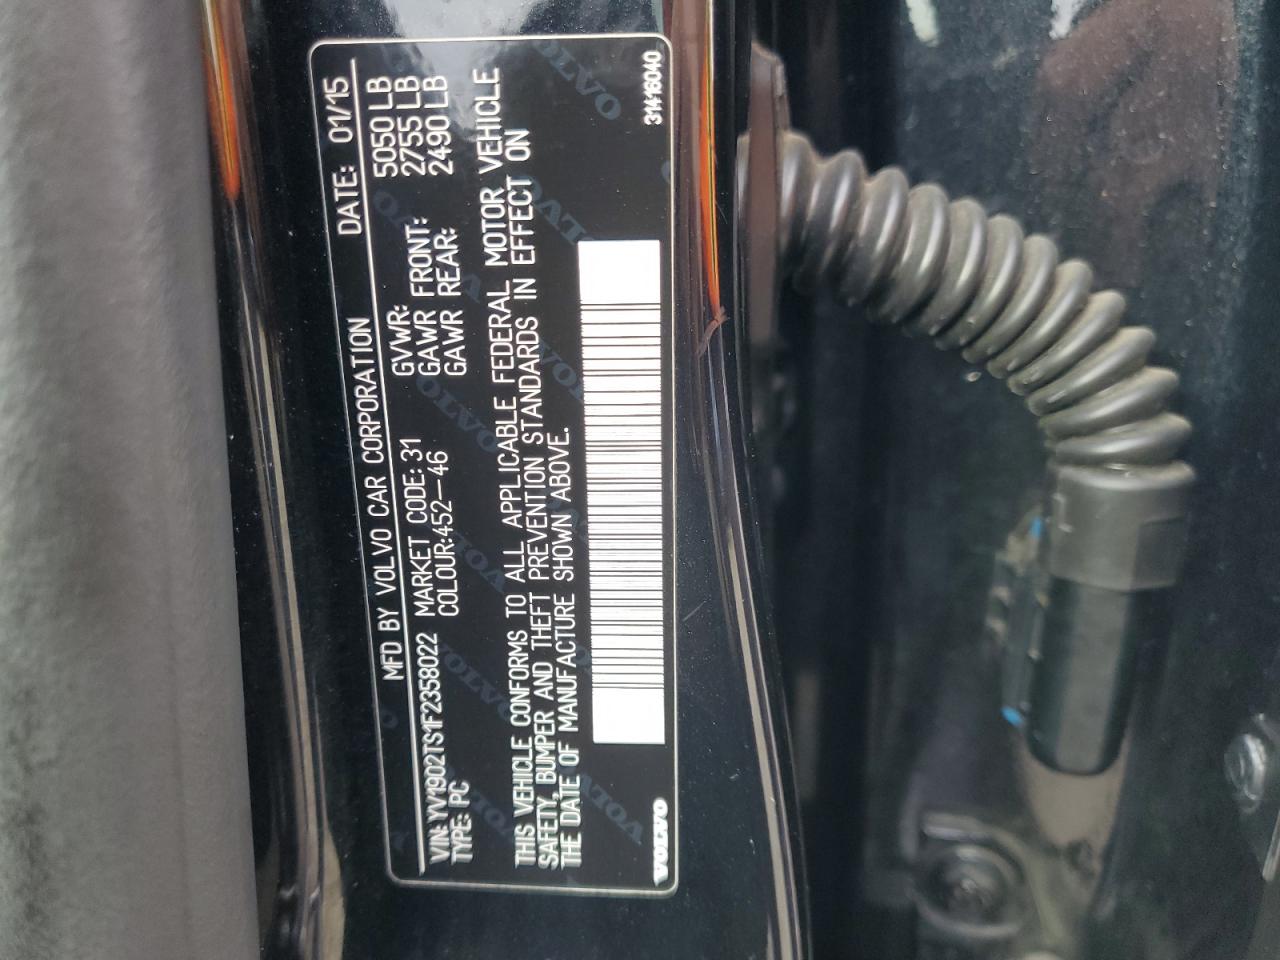 MFD BY VOLVO CAR CORPORATION DATE: 01/15
VIN: YV1902TS1F2358022 MARKET CODE: 31 GVWR: 5050 LB
TYPE: PC COLOUR:452-46 GAWR FRONT: 2755 LB
GAWR REAR: 2490 LB
THIS VEHICLE CONFORMS TO ALL APPLICABLE FEDERAL MOTOR VEHICLE
SAFETY, BUMPER AND THEFT PREVENTION STANDARDS IN EFFECT ON
THE DATE OF MANUFACTURE SHOWN ABOVE.
VOLVO 31416040